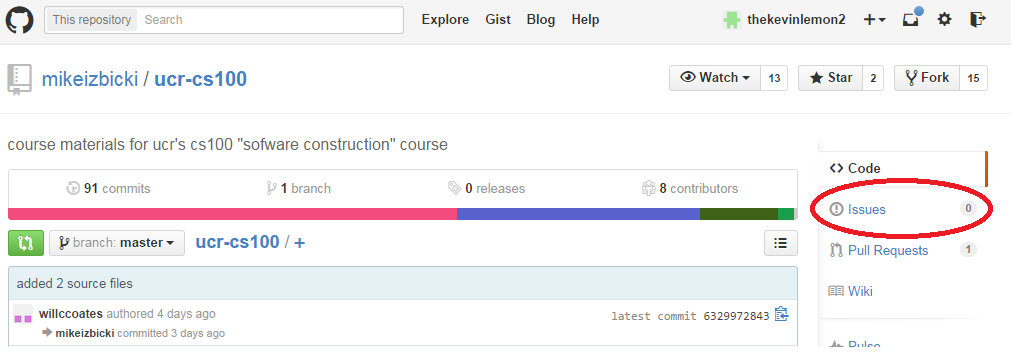 This repository Search Explore Gist Blog Help thekevinlemon2
mikeizbicki / ucr-cs100 Watch 13 Star 2 Fork 15
course materials for ucr's cs100 "sofware construction" course
Code
91 commits 1 branch 0 releases 8 contributors
Issues 0
branch: master ucr-cs100 / +
Pull Requests 1
added 2 source files
Wiki
willccoates authored 4 days ago latest commit 6329972843
mikeizbicki committed 3 days ago
Pulse